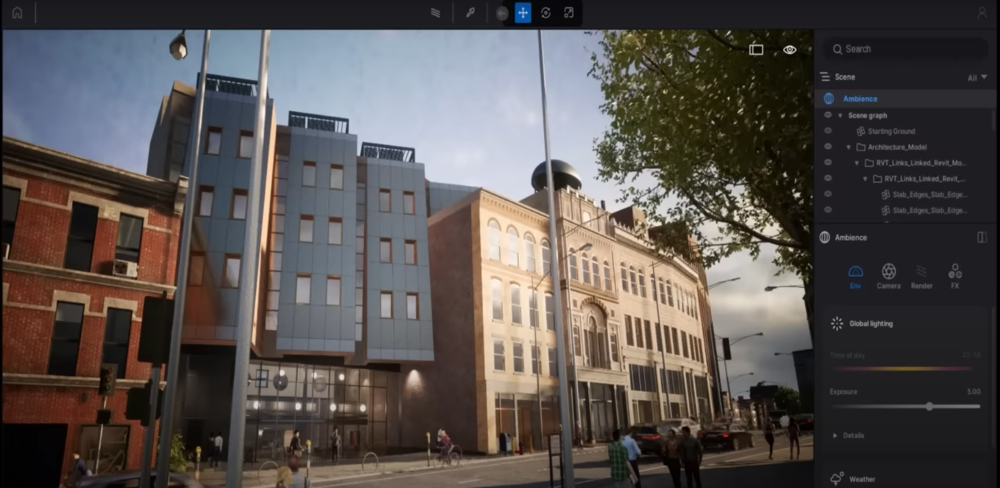 Search
Scene
All
Ambience
Scene graph
Starting Ground
Architecture_Model
RVT_Links_Linked_Revit_Mo...
RVT_Links_Linked_Revit_...
Slab_Edges_Slab_Edge...
Slab_Edges_Slab_Edge...
Ambience
Env Camera Render FX
Global lighting
Time of day
Exposure 5.00
Details
Weather